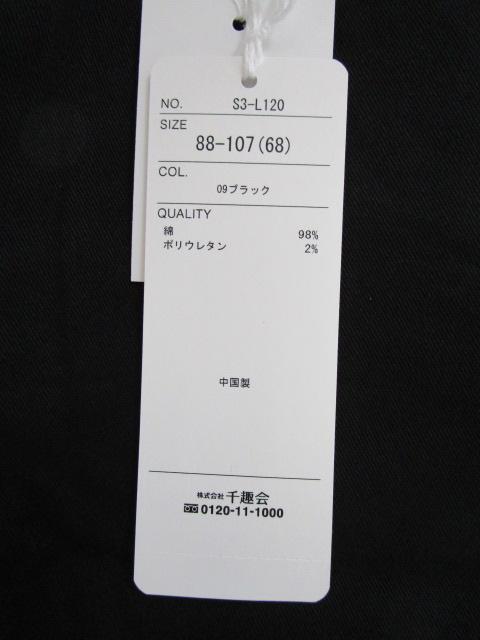 NO. S3-L120
SIZE
88-107(68)
COL.
09ブラック
QUALITY
綿 98%
ポリウレタン 2%
中国製
株式会社 千趣会
0120-11-1000